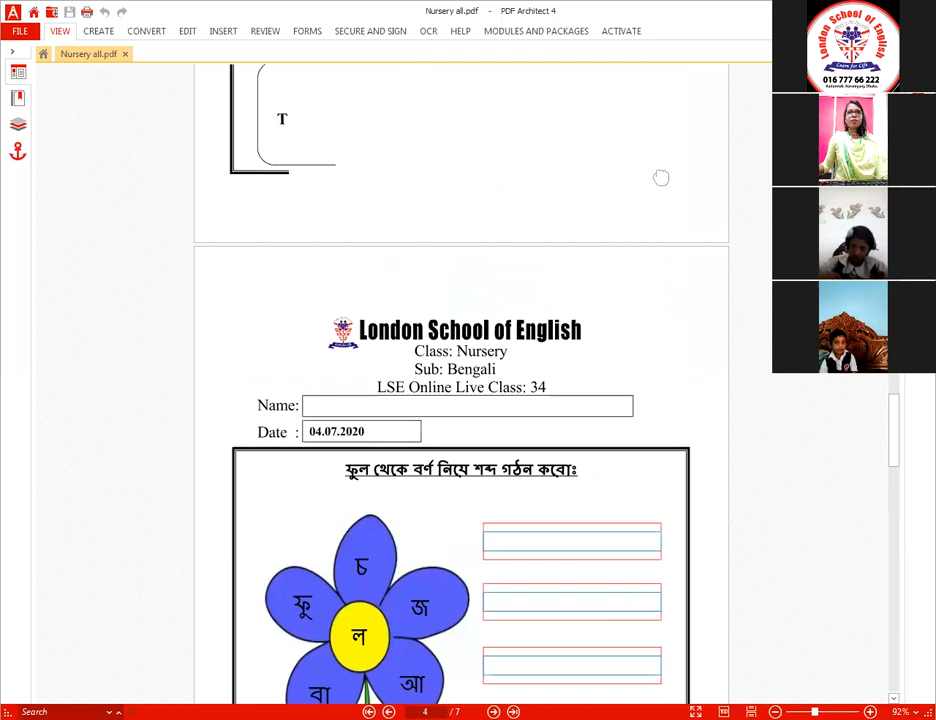 Nursery all.pdf - PDF Architect 4
FILE VIEW CREATE CONVERT EDIT INSERT REVIEW FORMS SECURE AND SIGN OCR HELP MODULES AND PACKAGES ACTIVATE
Nursery all.pdf ×
T
London School of English
Class: Nursery
Sub: Bengali
LSE Online Live Class: 34
Name:
Date : 04.07.2020
ফুল থেকে বর্ণ নিয়ে শব্দ গঠন করোঃ
চ
ফু
জ
ল
বা
আ
Search
4 / 7
92%
London School of English
Learn for Life
016 777 66 222